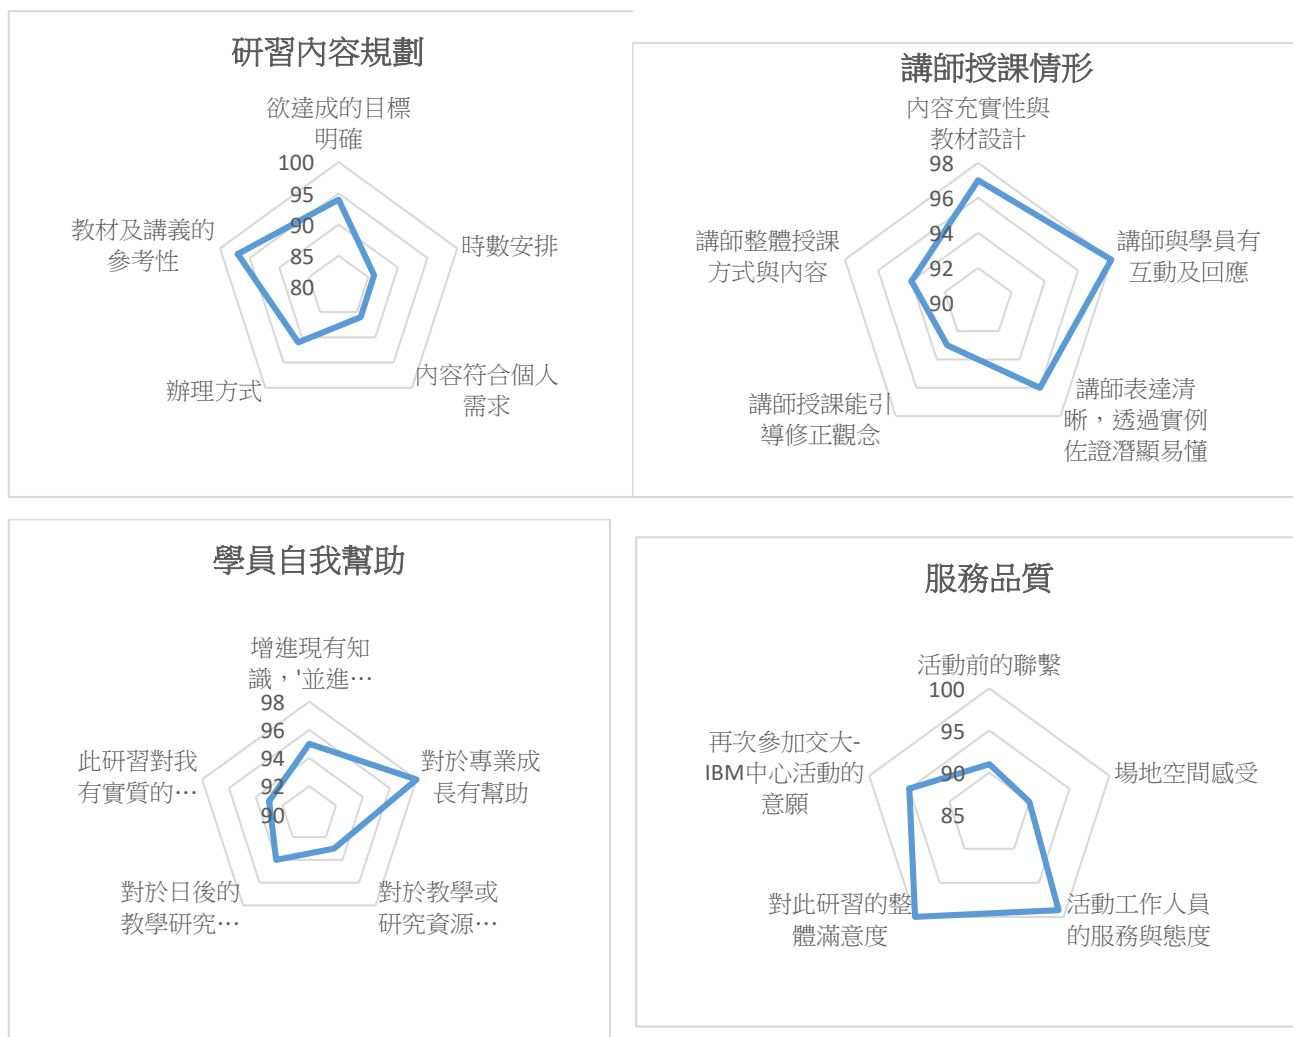 研習內容規劃
欲達成的目標
明確
100
95
90
85
80
時數安排
內容符合個人
需求
辦理方式
教材及講義的
參考性
講師授課情形
內容充實性與
教材設計
98
96
94
92
90
講師與學員有
互動及回應
講師表達清
晰，透過實例
佐證潛顯易懂
講師授課能引
導修正觀念
講師整體授課
方式與內容
學員自我幫助
增進現有知
識，'並進…
98
96
94
92
90
對於專業成
長有幫助
對於教學或
研究資源…
對於日後的
教學研究…
此研習對我
有實質的…
服務品質
活動前的聯繫
100
95
90
85
場地空間感受
活動工作人員
的服務與態度
對此研習的整
體滿意度
再次參加交大-
IBM中心活動的
意願